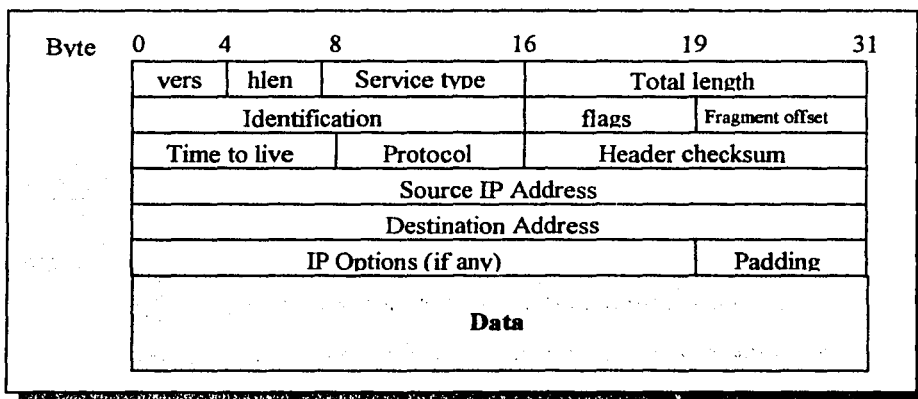 Byte 0 4 8 16 19 31
vers hlen Service type Total length
Identification flags Fragment offset
Time to live Protocol Header checksum
Source IP Address
Destination Address
IP Options (if any) Padding
Data